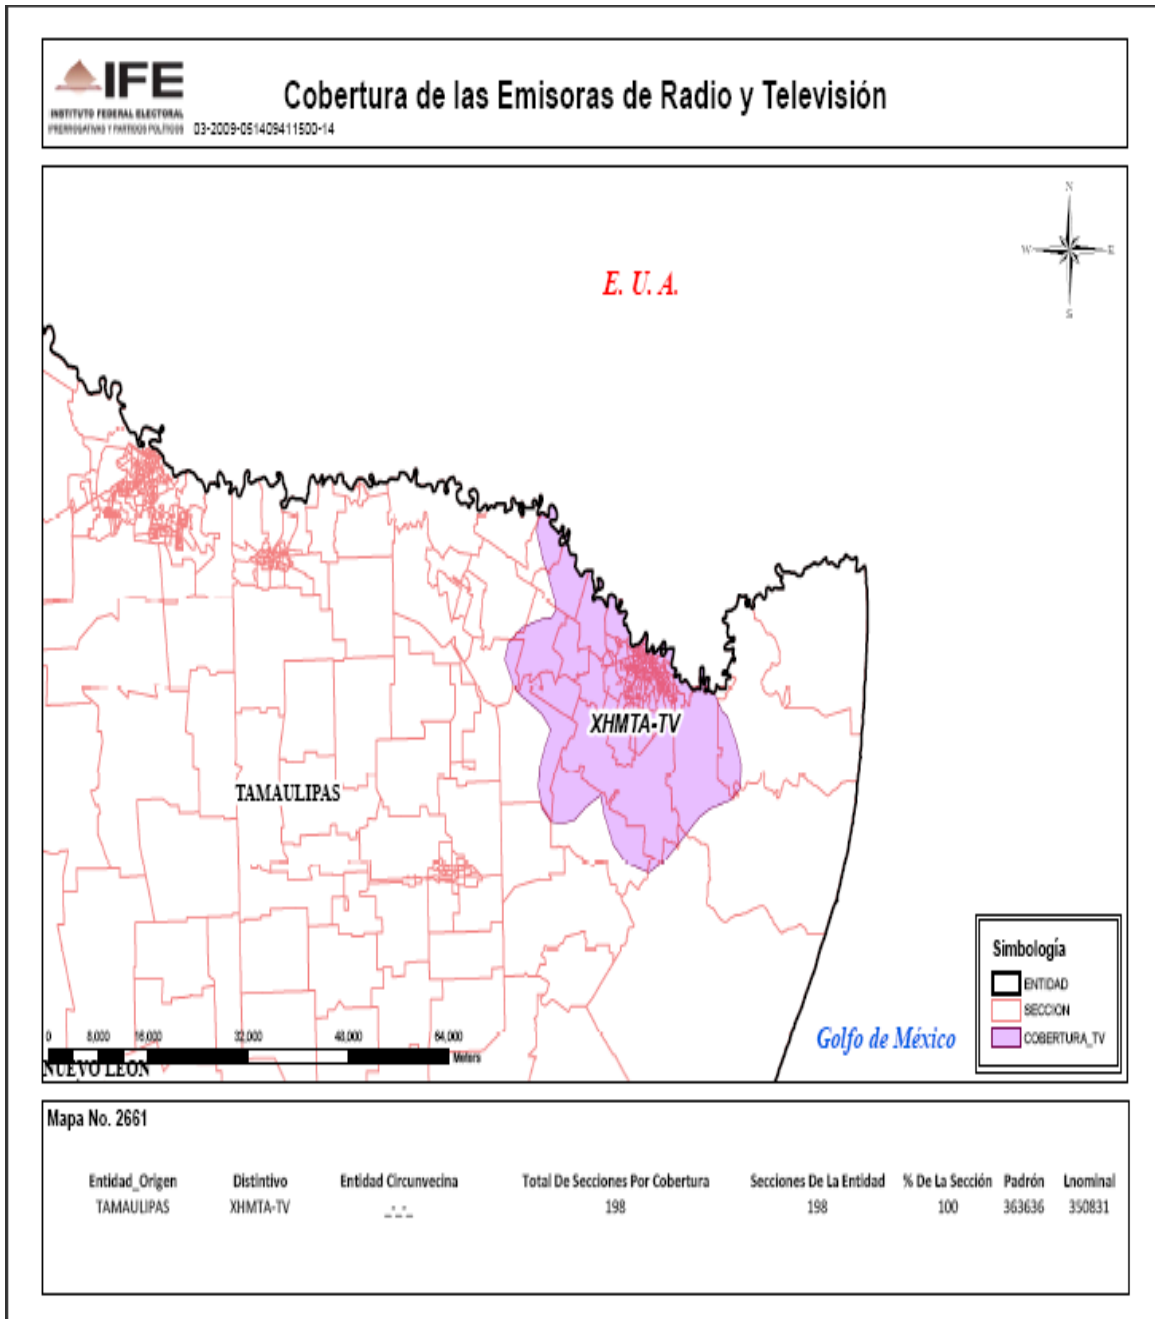 IFE
INSTITUTO FEDERAL ELECTORAL
PRERROGATIVAS Y PARTIDOS POLÍTICOS
03-2009-051409411500-14
Cobertura de las Emisoras de Radio y Televisión
N
W E
S
E. U. A.
XHMTA-TV
TAMAULIPAS
Simbología
ENTIDAD
SECCION
COBERTURA_TV
Golfo de México
0 8,000 16,000 32,000 48,000 64,000
Meters
NUEVO LEON
Mapa No. 2661
Entidad_Origen Distintivo Entidad Circunvecina Total De Secciones Por Cobertura Secciones De La Entidad % De La Sección Padrón Lnominal
TAMAULIPAS XHMTA-TV _-_-_ 198 198 100 363636 350831